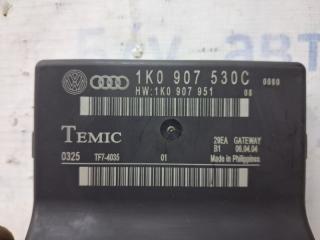 1K0 907 530C 0080
HW:1K0 907 951 08
TEMIC
0325 TF7-4035 01
29EA GATEWAY
B1 06.04.04
Made in Philippines